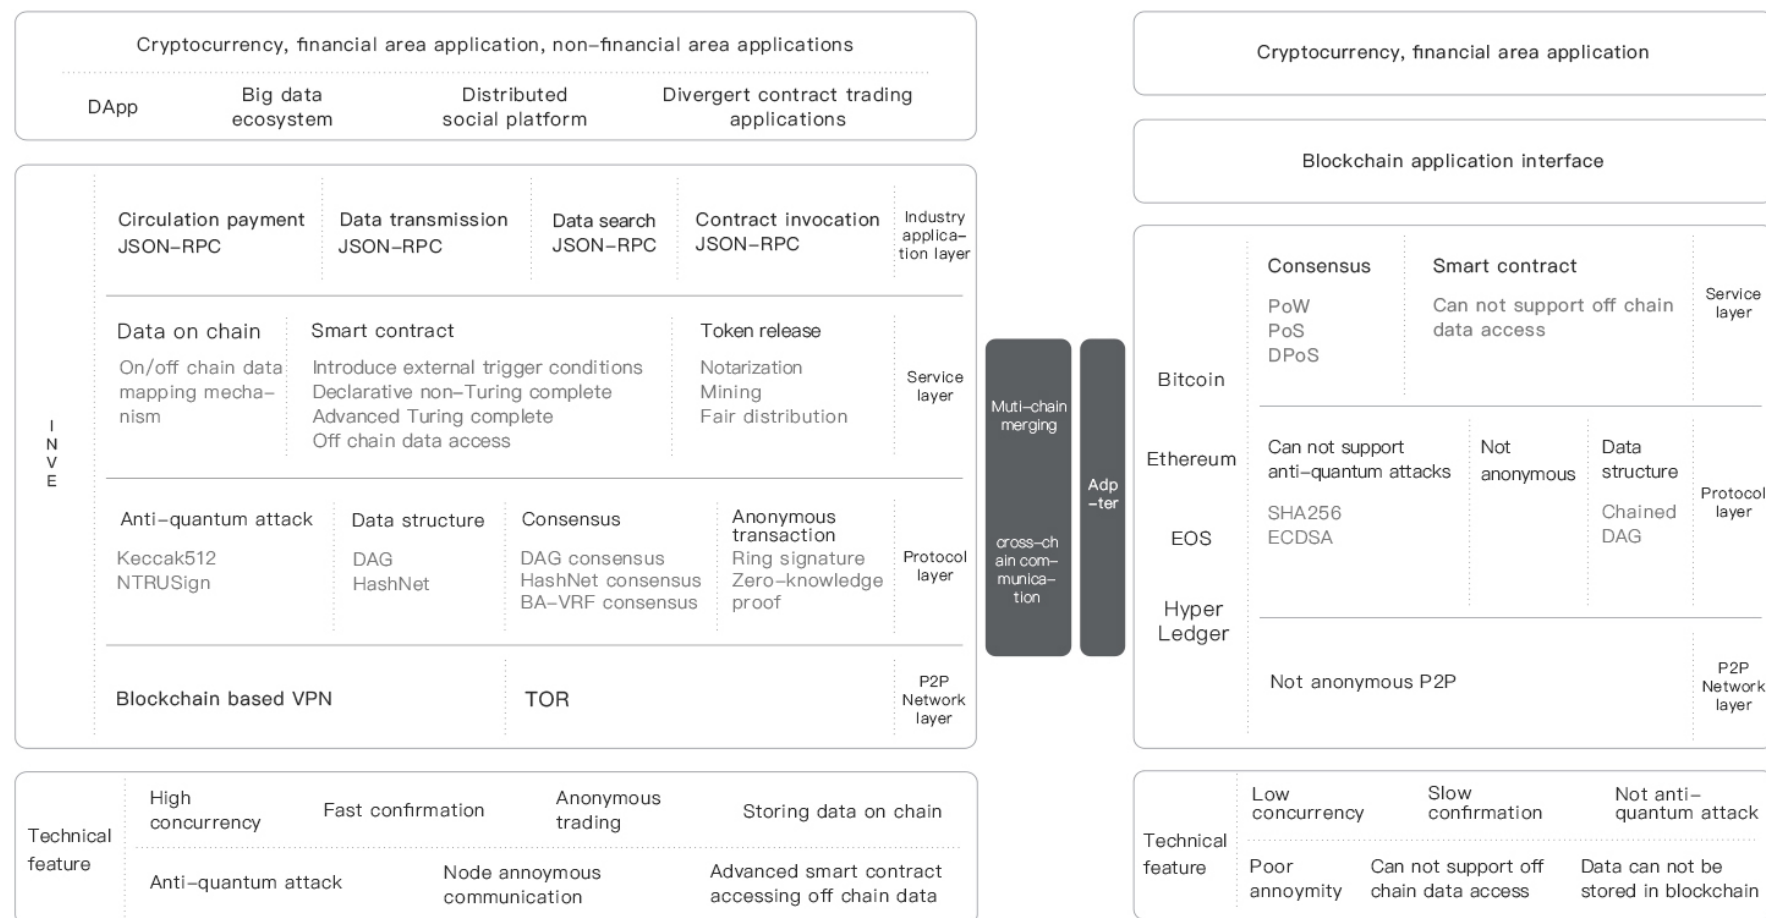 Cryptocurrency, financial area application, non-financial area applications
DApp
Big data
ecosystem
Distributed
social platform
Divergert contract trading
applications
I
N
V
E
Circulation payment
JSON-RPC
Data transmission
JSON-RPC
Data search
JSON-RPC
Contract invocation
JSON-RPC
Industry
applica-
tion layer
Data on chain
On/off chain data
mapping mecha-
nism
Smart contract
Introduce external trigger conditions
Declarative non-Turing complete
Advanced Turing complete
Off chain data access
Token release
Notarization
Mining
Fair distribution
Service
layer
Anti-quantum attack
Keccak512
NTRUSign
Data structure
DAG
HashNet
Consensus
DAG consensus
HashNet consensus
BA-VRF consensus
Anonymous
transaction
Ring signature
Zero-knowledge
proof
Protocol
layer
Blockchain based VPN
TOR
P2P
Network
layer
Technical
feature
High
concurrency
Fast confirmation
Anonymous
trading
Storing data on chain
Anti-quantum attack
Node annoymous
communication
Advanced smart contract
accessing off chain data
Muti-chain
merging
cross-ch
ain com-
munica-
tion
Adp
-ter
Cryptocurrency, financial area application
Blockchain application interface
Bitcoin
Ethereum
EOS
Hyper
Ledger
Consensus
PoW
PoS
DPoS
Smart contract
Can not support off chain
data access
Service
layer
Can not support
anti-quantum attacks
SHA256
ECDSA
Not
anonymous
Data
structure
Chained
DAG
Protocol
layer
Not anonymous P2P
P2P
Network
layer
Technical
feature
Low
concurrency
Slow
confirmation
Not anti-
quantum attack
Poor
annoymity
Can not support off
chain data access
Data can not be
stored in blockchain